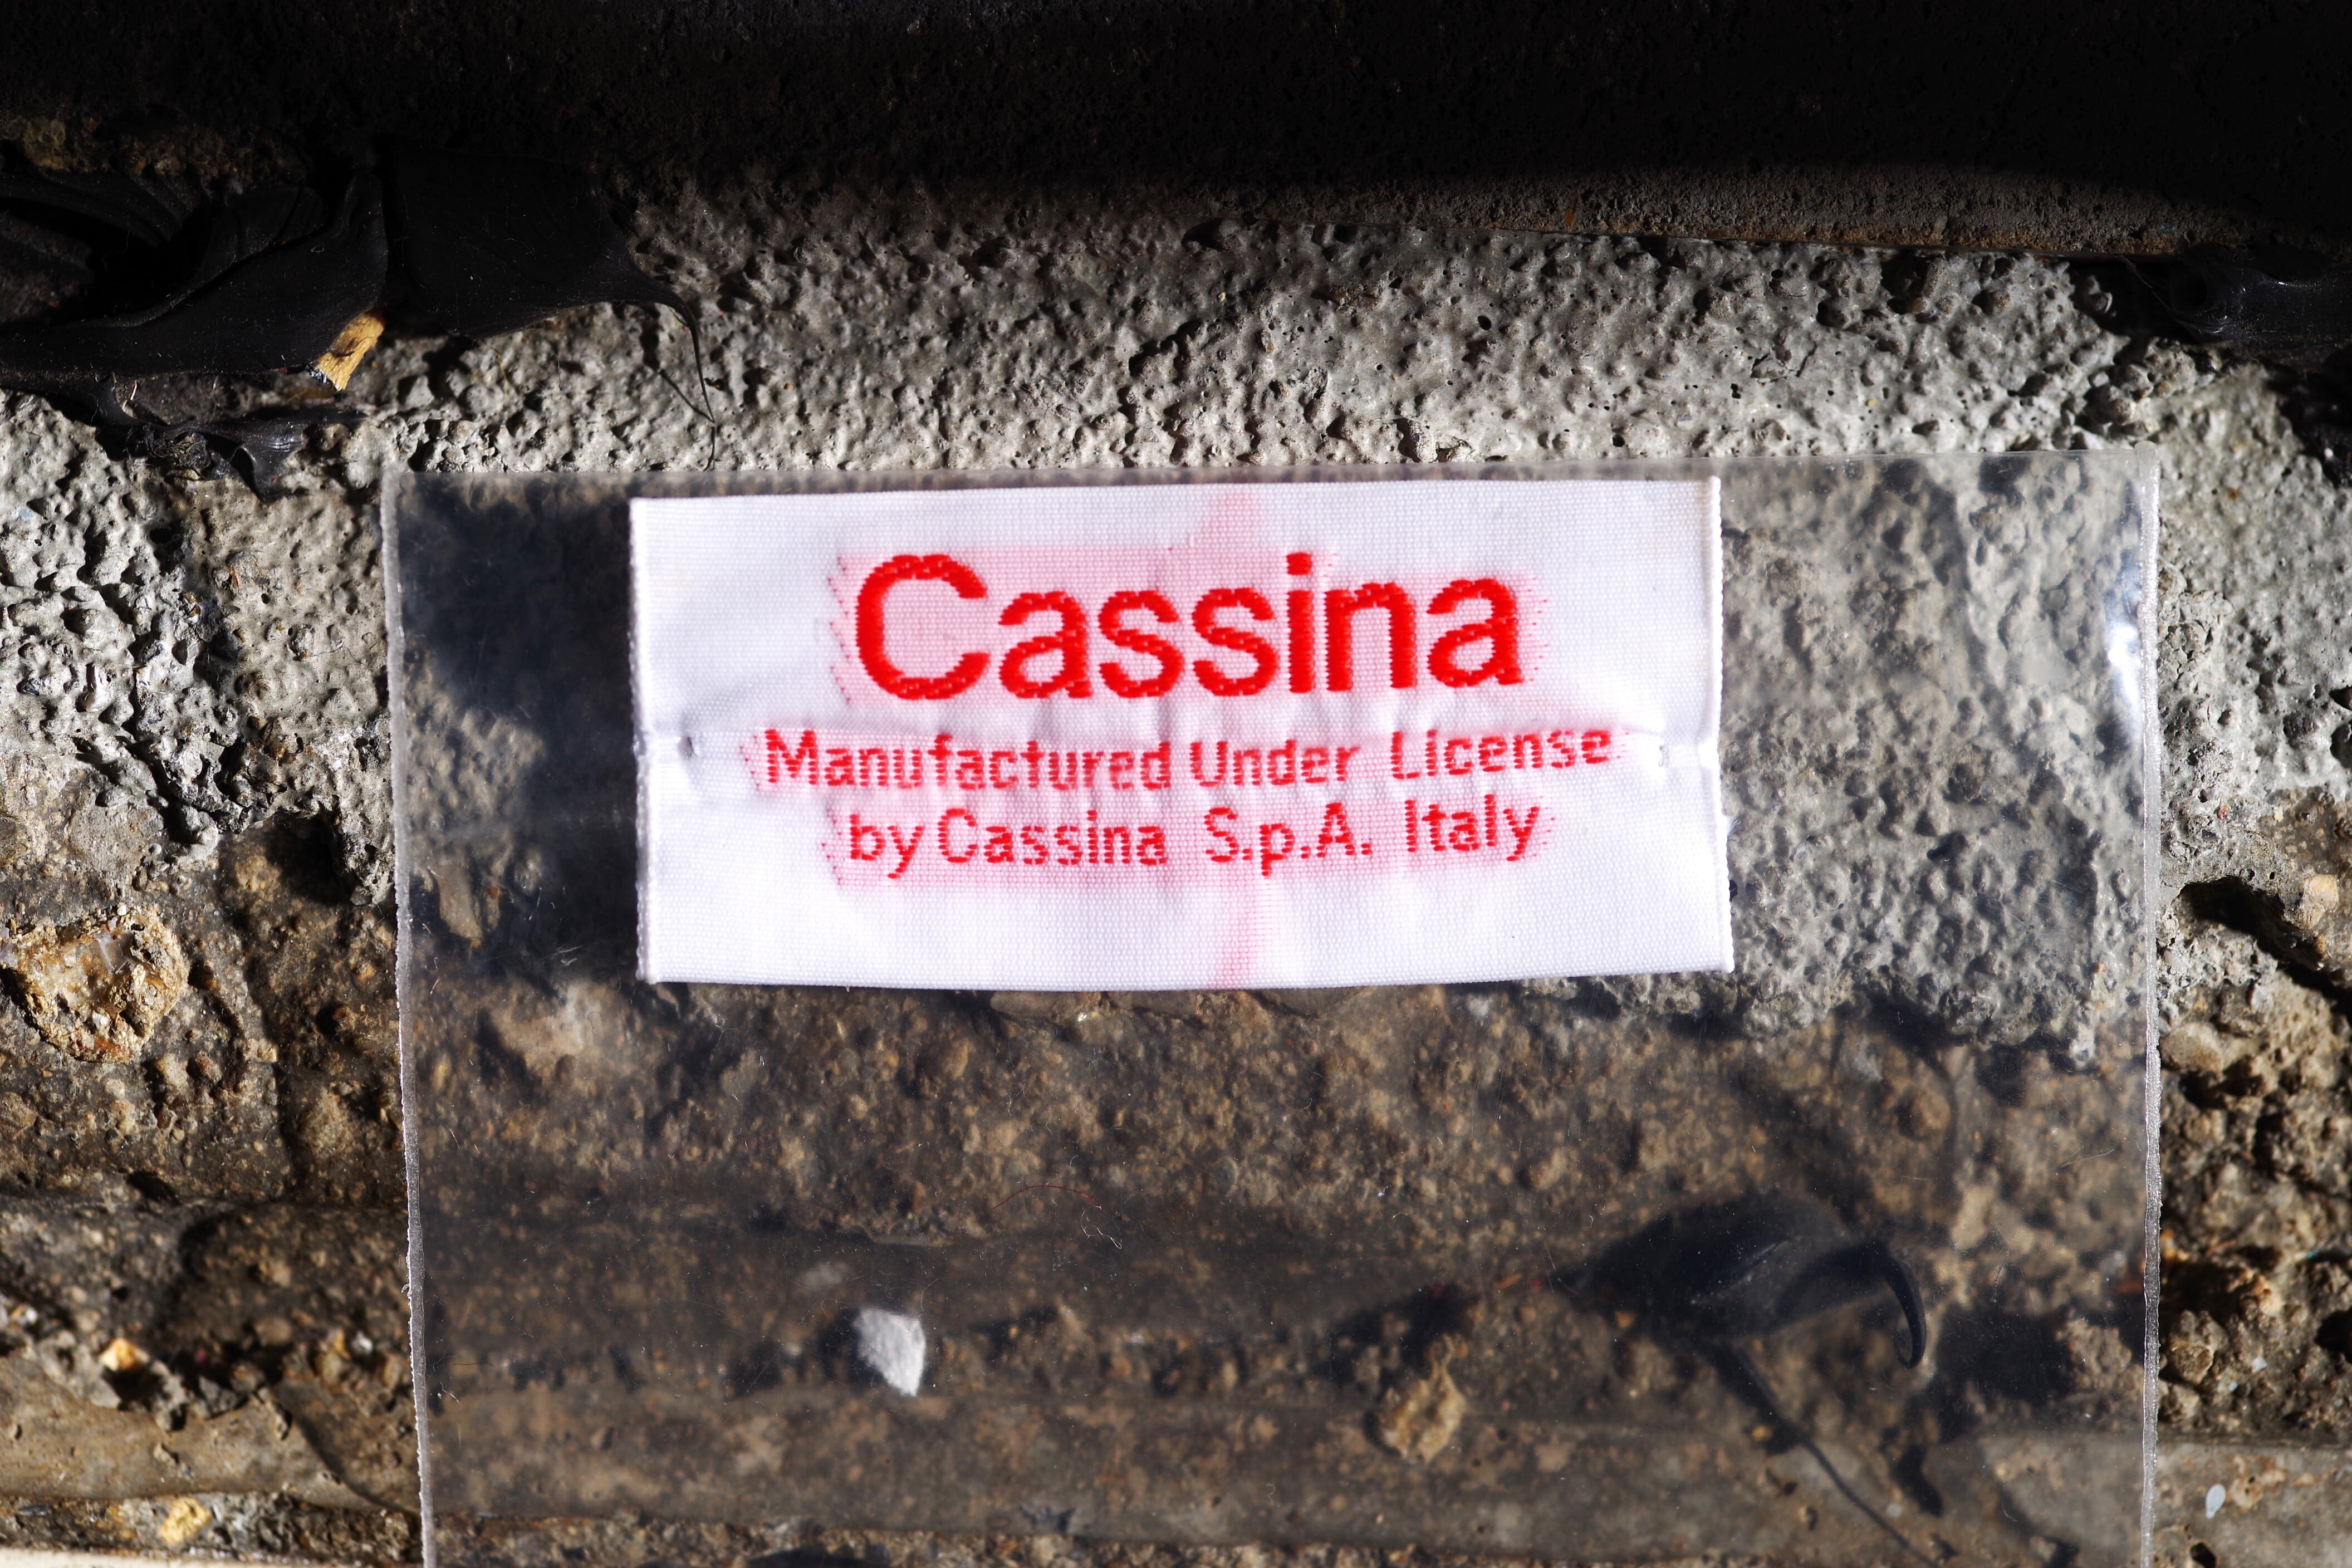 Cassina
Manufactured Under License
by Cassina S.p.A. Italy